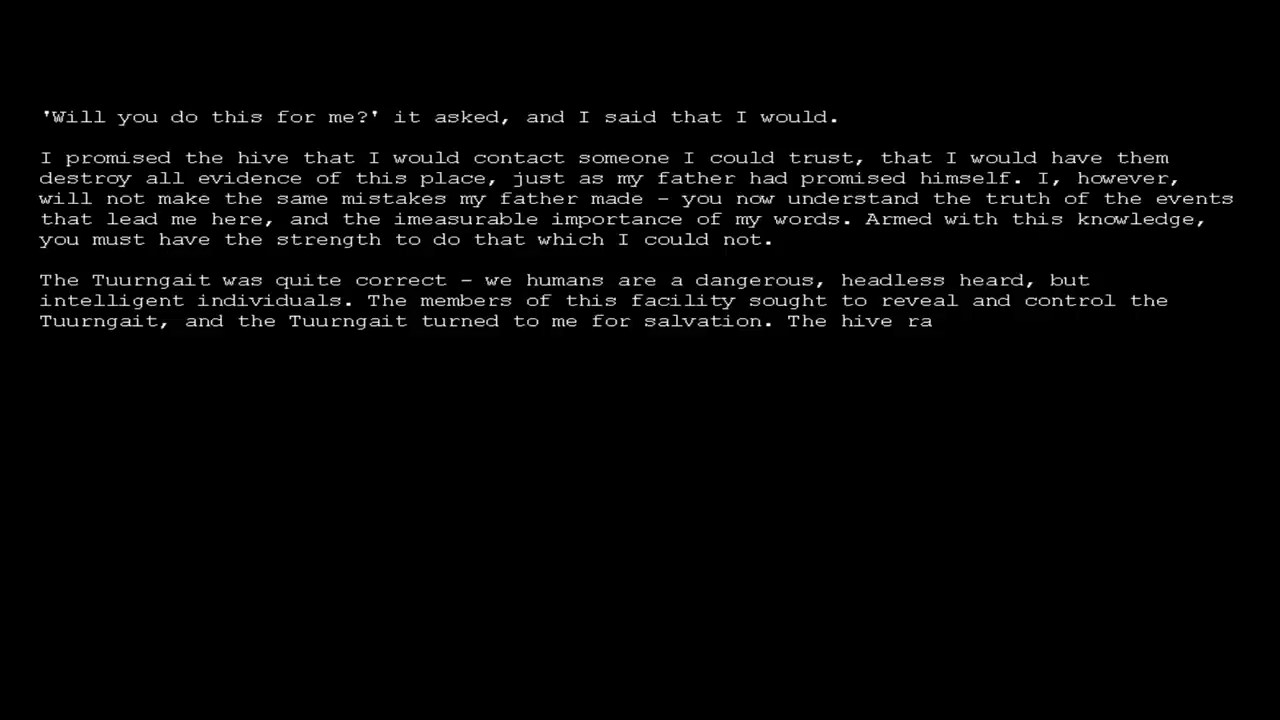 'Will you do this for me?' it asked, and I said that I would.
I promised the hive that I would contact someone I could trust, that I would have them
destroy all evidence of this place, just as my father had promised himself. I, however,
will not make the same mistakes my father made - you now understand the truth of the events
that lead me here, and the imeasurable importance of my words. Armed with this knowledge,
you must have the strength to do that which I could not.
The Tuurngait was quite correct - we humans are a dangerous, headless heard, but
intelligent individuals. The members of this facility sought to reveal and control the
Tuurngait, and the Tuurngait turned to me for salvation. The hive ra